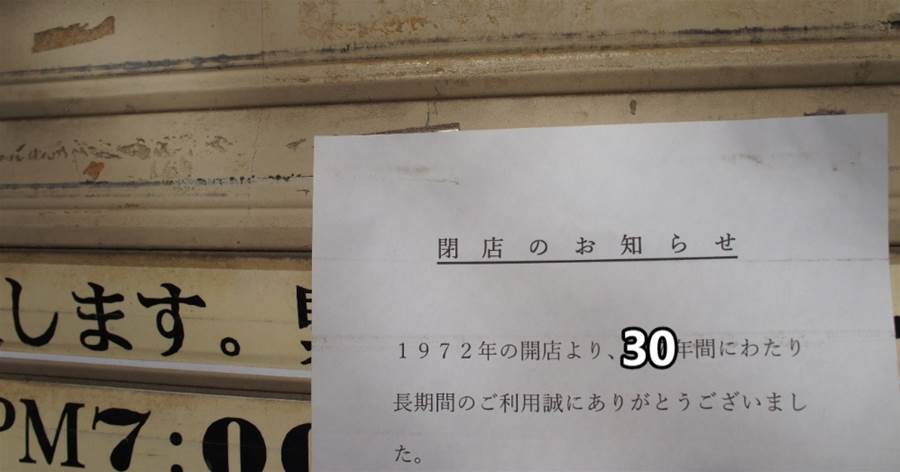 閉店のお知らせ
1972年の開店より、30年間にわたり
長期間のご利用誠にありがとうございまし
た。
します。
PM7:00